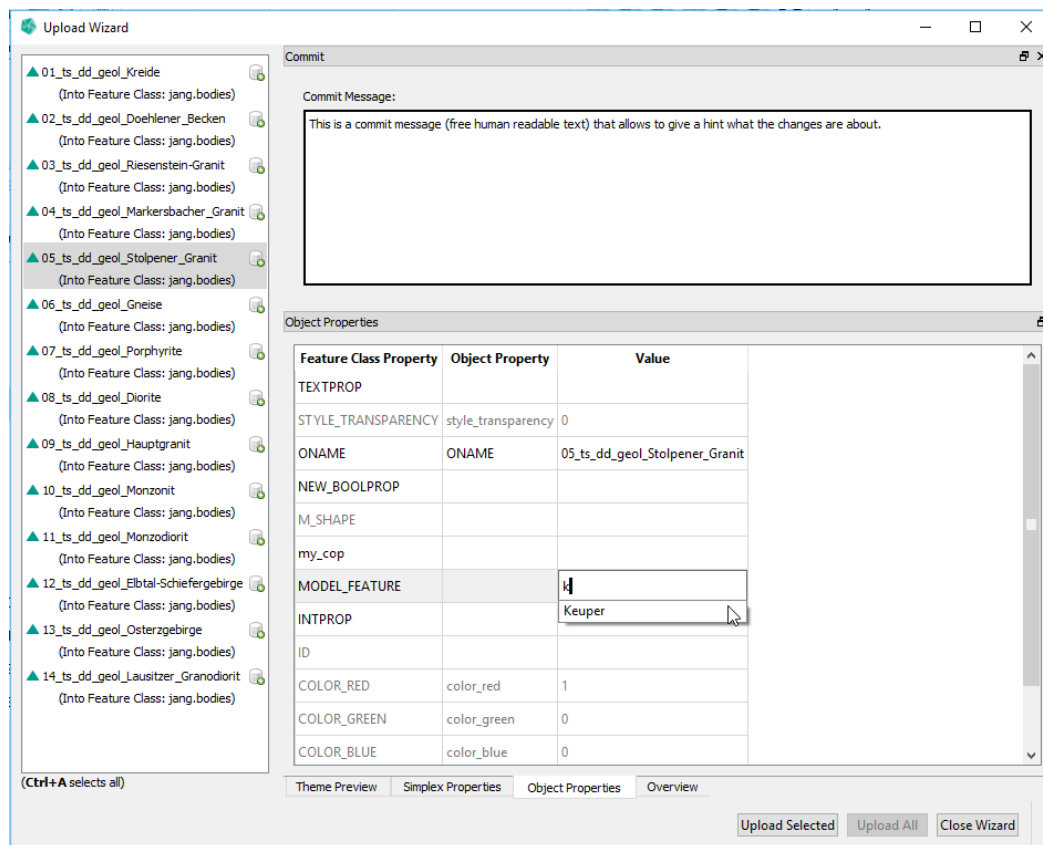 Upload Wizard
01_ts_dd_geol_Kreide
(Into Feature Class: jang.bodies)
02_ts_dd_geol_Doehlener_Becken
(Into Feature Class: jang.bodies)
03_ts_dd_geol_Riesenstein-Granit
(Into Feature Class: jang.bodies)
04_ts_dd_geol_Markersbacher_Granit
(Into Feature Class: jang.bodies)
05_ts_dd_geol_Stolpener_Granit
(Into Feature Class: jang.bodies)
06_ts_dd_geol_Gneise
(Into Feature Class: jang.bodies)
07_ts_dd_geol_Porphyrite
(Into Feature Class: jang.bodies)
08_ts_dd_geol_Diorite
(Into Feature Class: jang.bodies)
09_ts_dd_geol_Hauptgranit
(Into Feature Class: jang.bodies)
10_ts_dd_geol_Monzonit
(Into Feature Class: jang.bodies)
11_ts_dd_geol_Monzodiorit
(Into Feature Class: jang.bodies)
12_ts_dd_geol_Elbtal-Schiefergebirge
(Into Feature Class: jang.bodies)
13_ts_dd_geol_Osterzgebirge
(Into Feature Class: jang.bodies)
14_ts_dd_geol_Lausitzer_Granodiorit
(Into Feature Class: jang.bodies)
(Ctrl+A selects all)
Commit
Commit Message:
This is a commit message (free human readable text) that allows to give a hint what the changes are about.
Object Properties
Feature Class Property Object Property Value
TEXTPROP
STYLE_TRANSPARENCY style_transparency 0
ONAME ONAME 05_ts_dd_geol_Stolpener_Granit
NEW_BOOLPROP
M_SHAPE
my_cop
MODEL_FEATURE k
Keuper
INTPROP
ID
COLOR_RED color_red 1
COLOR_GREEN color_green 0
COLOR_BLUE color_blue 0
Theme Preview Simplex Properties Object Properties Overview
Upload Selected Upload All Close Wizard